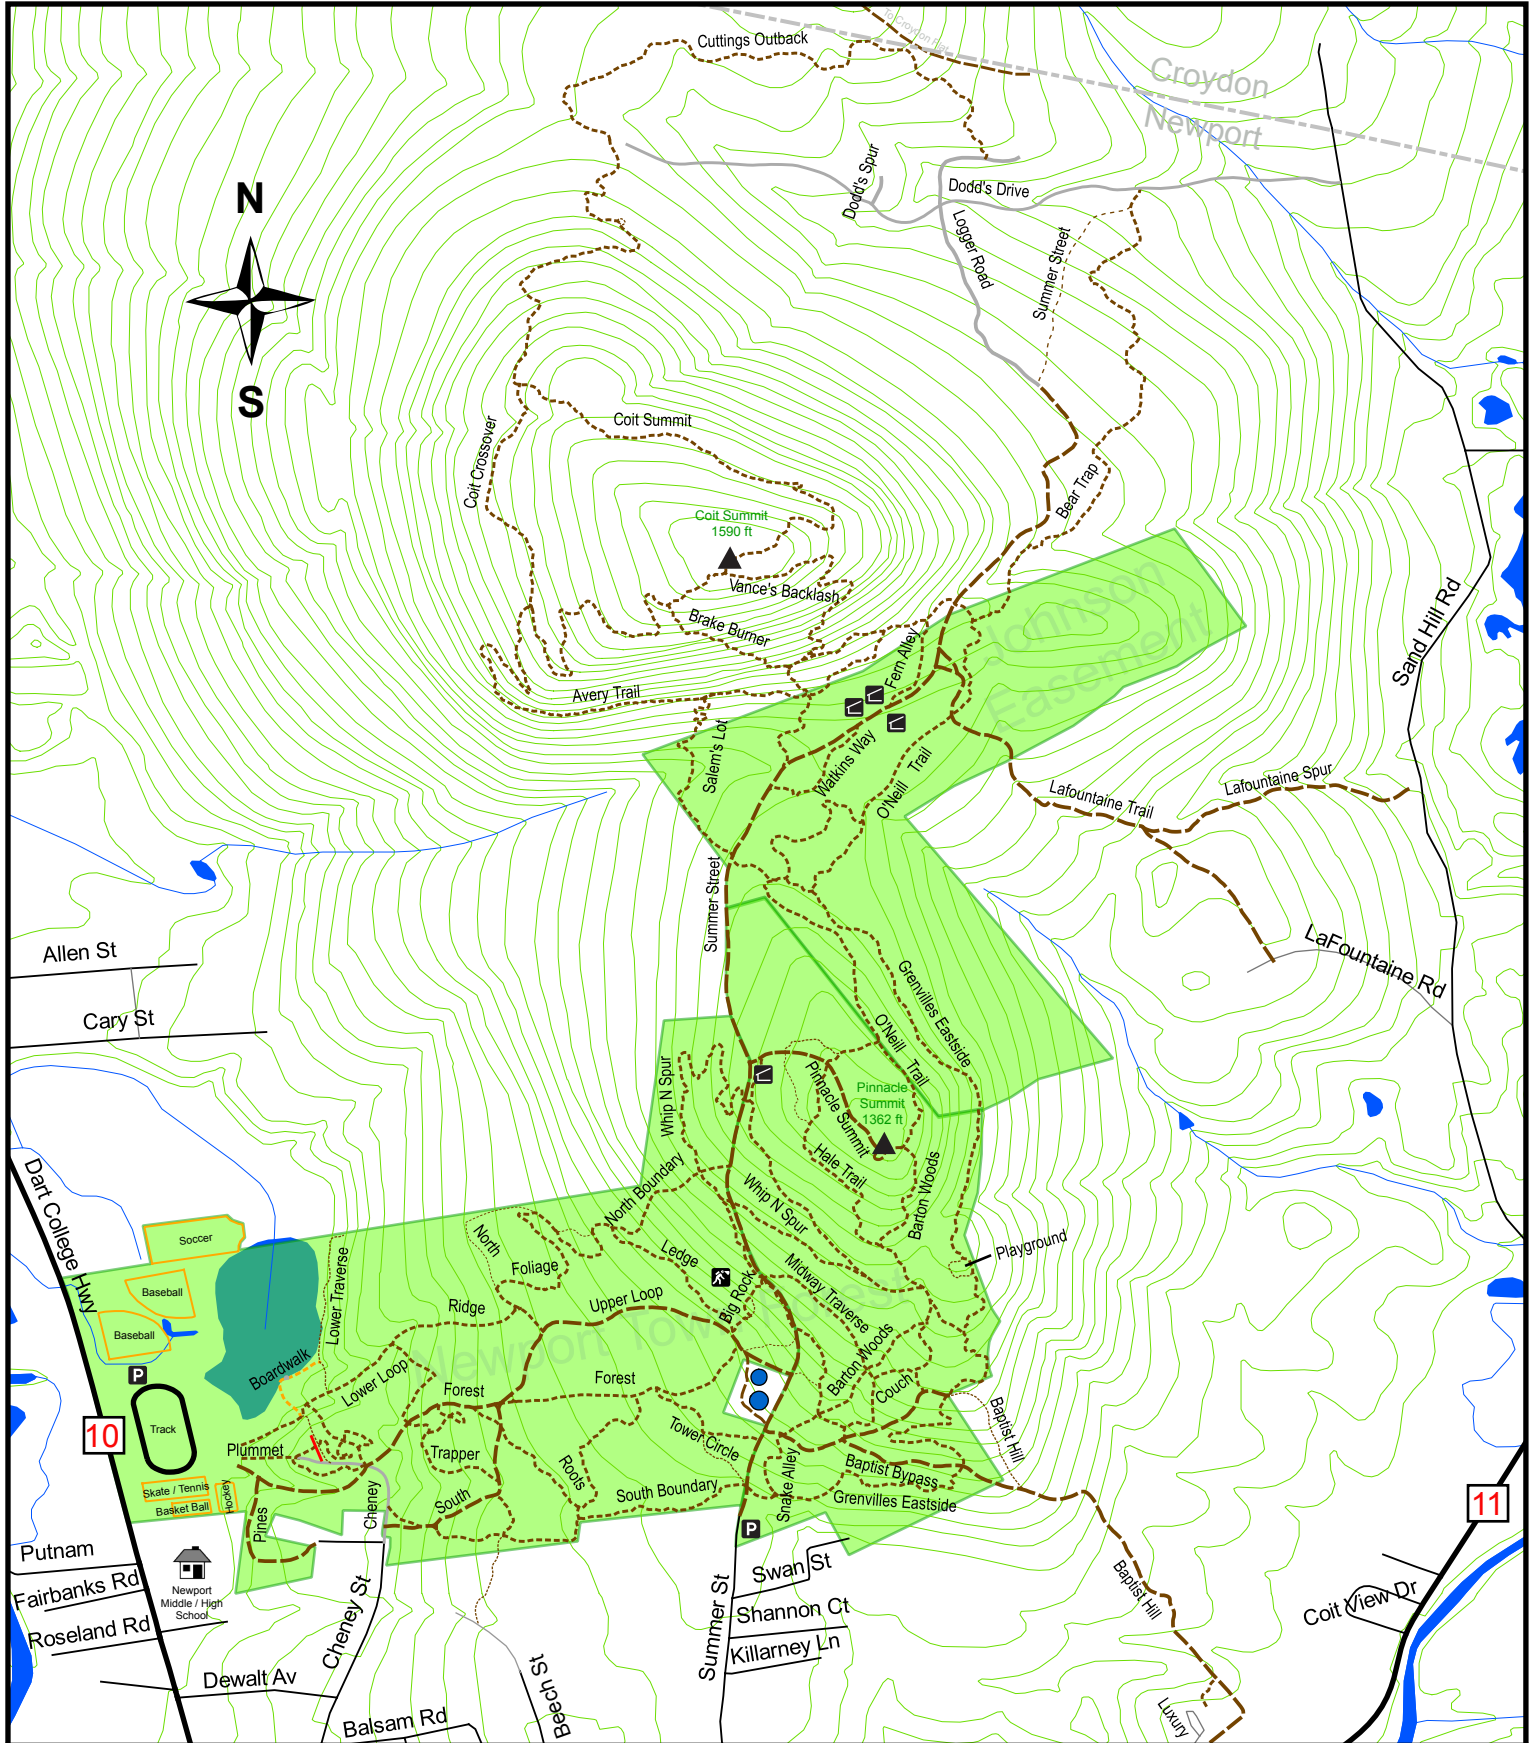 To Croydon Flat
Cuttings Outback
Croydon
Newport
N
S
Dodd's Spur
Dodd's Drive
Logger Road
Summer Street
Coit Crossover
Coit Summit
Bear Trap
Coit Summit
1590 ft
Vance's Backlash
Brake Burner
Johnson
Easement
Sand Hill Rd
Fern Alley
Avery Trail
Salem's Lot
Watkins Way
O'Neill Trail
Lafountaine Trail
Lafountaine Spur
Summer Street
Allen St
Cary St
LaFountaine Rd
Grenvilles Eastside
O'Neill Trail
Whip N Spur
Pinnacle Summit
Pinnacle
Summit
1362 ft
Hale Trail
Barton Woods
Dart College Hwy
North Boundary
Whip N Spur
North
Foliage
Ledge
Playground
Soccer
Baseball
Baseball
Lower Traverse
Ridge
Upper Loop
Big Rock
Midway Traverse
Newport Town Forest
P
Boardwalk
Lower Loop
Forest
Forest
Barton Woods
Couch
Baptist Hill
10
Track
Plummet
Trapper
Roots
Tower Circle
Snake Alley
Baptist Bypass
Skate / Tennis
Basket Ball
Hockey
Pines
Cheney
South
South Boundary
Grenvilles Eastside
11
P
Putnam
Fairbanks Rd
Roseland Rd
Newport
Middle / High
School
Cheney St
Swan St
Shannon Ct
Killarney Ln
Summer St
Baptist Hill
Coit View Dr
Dewalt Av
Balsam Rd
Beech St
Luxury